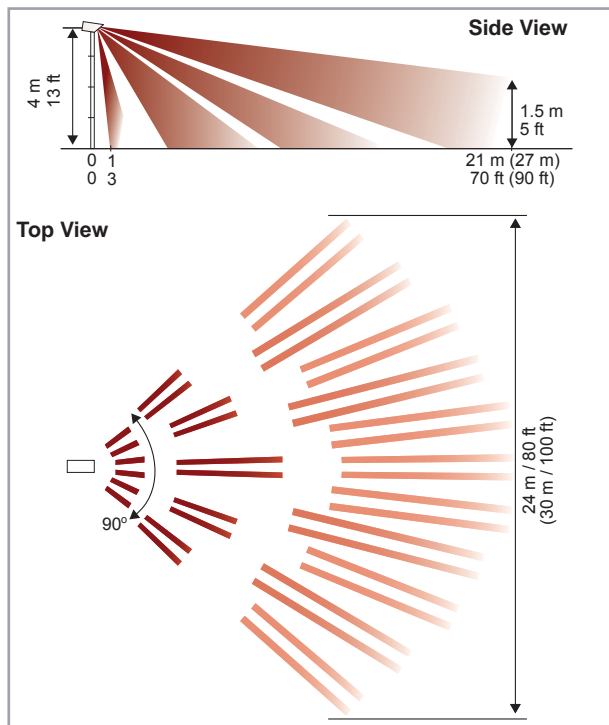 Side View
4 m
13 ft
1.5 m
5 ft
0 1 21 m (27 m)
0 3 70 ft (90 ft)
Top View
90º
24 m / 80 ft
(30 m / 100 ft)